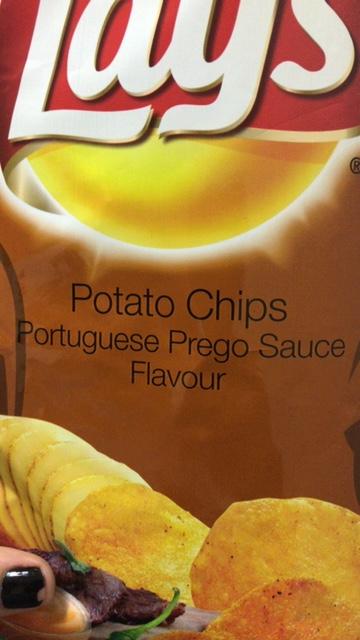 Lay's
®
Potato Chips
Portuguese Prego Sauce
Flavour